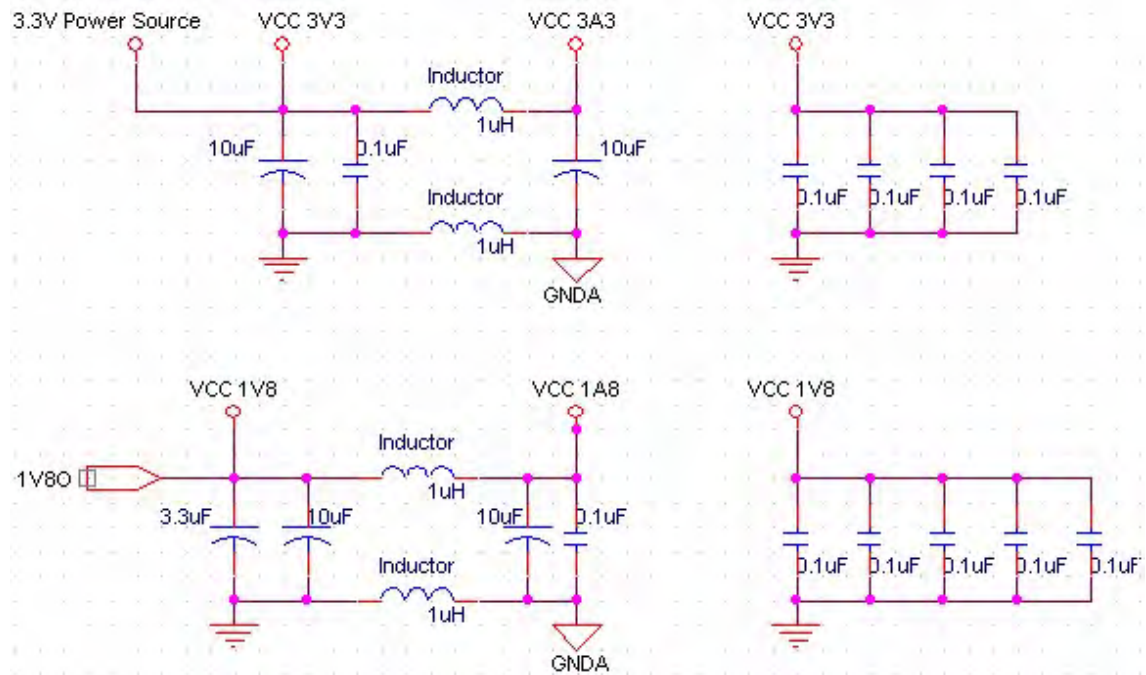 3.3V Power Source VCC 3V3 VCC 3A3 VCC 3V3
Inductor
1uH
10uF 0.1uF 10uF
0.1uF 0.1uF 0.1uF 0.1uF
Inductor
1uH
GNDA
VCC 1V8 VCC 1A8 VCC 1V8
Inductor
1V8O
1uH
3.3uF 10uF 10uF 0.1uF
0.1uF 0.1uF 0.1uF 0.1uF 0.1uF
Inductor
1uH
GNDA